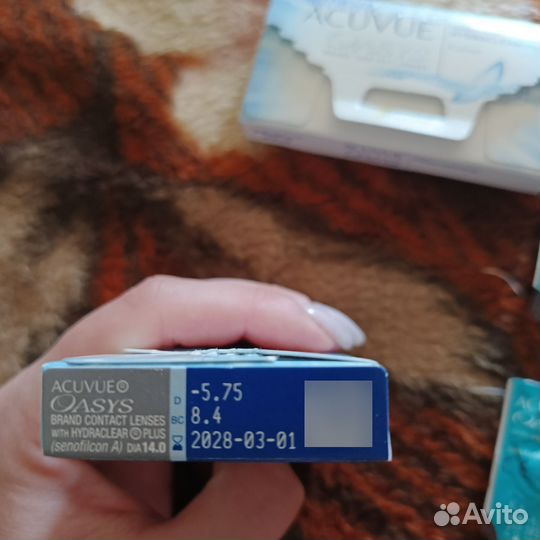 ACUVUE
ACUVUE®
OASYS
BRAND CONTACT LENSES
WITH HYDRACLEAR® PLUS
(senofilcon A) DIA14.0
D -5.75
BC 8.4
2028-03-01
Avito